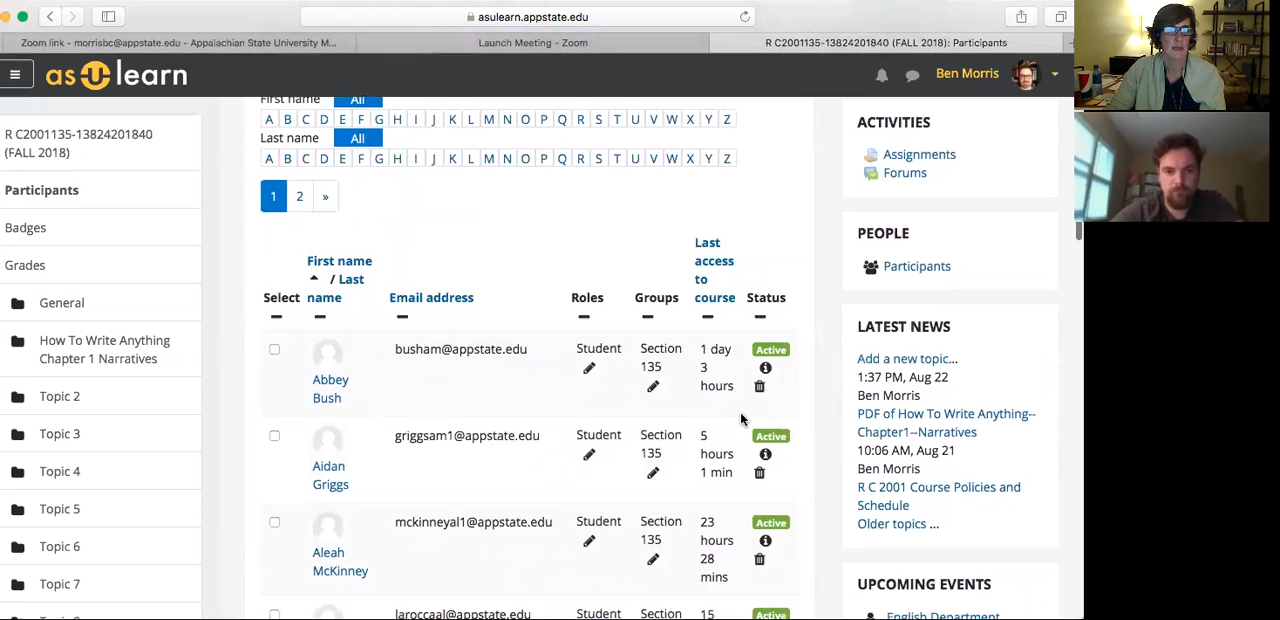 asulearn.appstate.edu
Zoom link - morrisbc@appstate.edu - Appalachian State University M...
Launch Meeting - Zoom
R C2001135-13824201840 (FALL 2018): Participants
asULearn
Ben Morris
R C2001135-13824201840
(FALL 2018)
Participants
Badges
Grades
General
How To Write Anything
Chapter 1 Narratives
Topic 2
Topic 3
Topic 4
Topic 5
Topic 6
Topic 7
First name All
A B C D E F G H I J K L M N O P Q R S T U V W X Y Z
Last name All
A B C D E F G H I J K L M N O P Q R S T U V W X Y Z
1 2 »
Select
First name
/ Last
name
Email address
Roles
Groups
Last
access
to
course
Status
Abbey
Bush
busham@appstate.edu
Student
Section
135
1 day
3
hours
Active
Aidan
Griggs
griggsam1@appstate.edu
Student
Section
135
5
hours
1 min
Active
Aleah
McKinney
mckinneyal1@appstate.edu
Student
Section
135
23
hours
28
mins
Active
laroccaal@appstate.edu
Student
Section
15
Active
ACTIVITIES
Assignments
Forums
PEOPLE
Participants
LATEST NEWS
Add a new topic...
1:37 PM, Aug 22
Ben Morris
PDF of How To Write Anything--
Chapter1--Narratives
10:06 AM, Aug 21
Ben Morris
R C 2001 Course Policies and
Schedule
Older topics ...
UPCOMING EVENTS
English Department